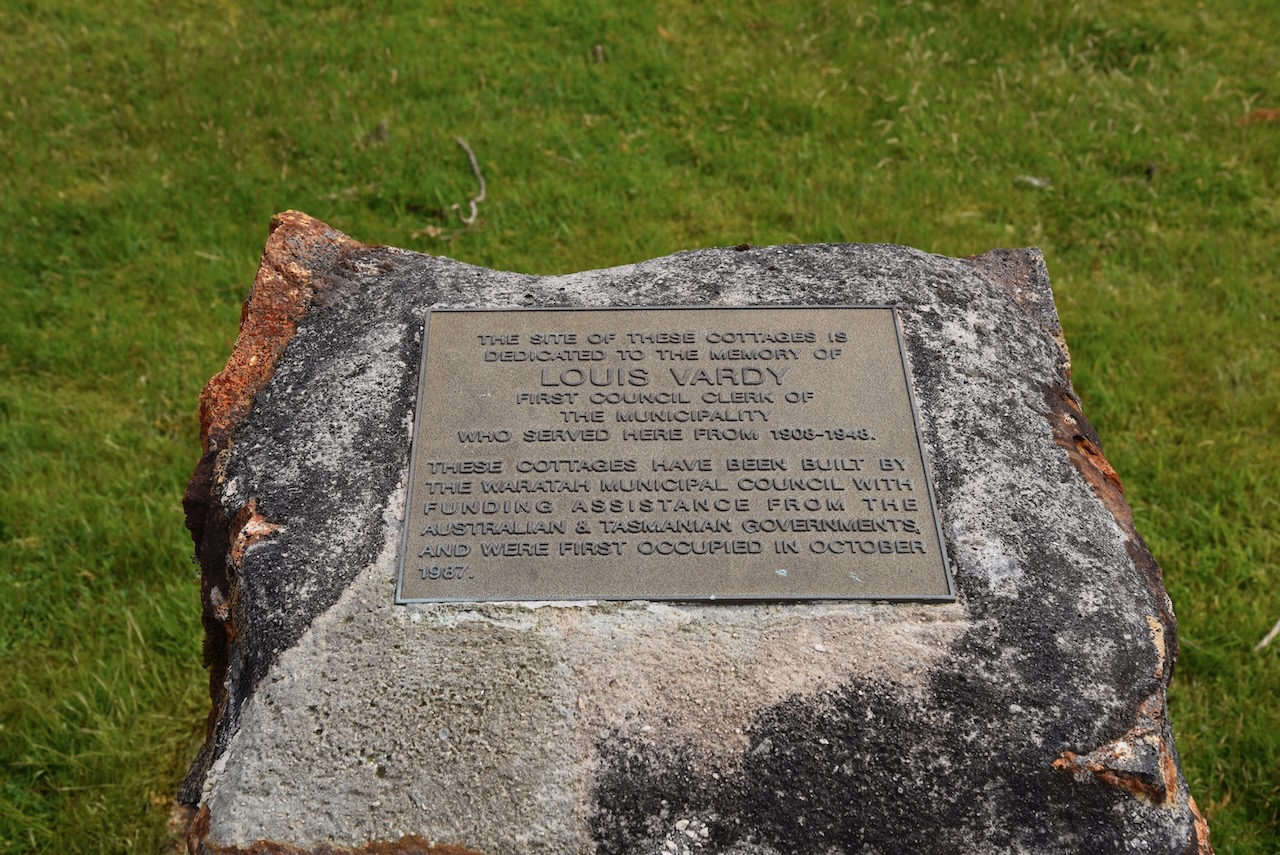 THE SITE OF THESE COTTAGES IS
DEDICATED TO THE MEMORY OF
LOUIS VARDY
FIRST COUNCIL CLERK OF
THE MUNICIPALITY
WHO SERVED HERE FROM 1908-1948.
THESE COTTAGES HAVE BEEN BUILT BY
THE WARATAH MUNICIPAL COUNCIL WITH
FUNDING ASSISTANCE FROM THE
AUSTRALIAN & TASMANIAN GOVERNMENTS,
AND WERE FIRST OCCUPIED IN OCTOBER
1987.